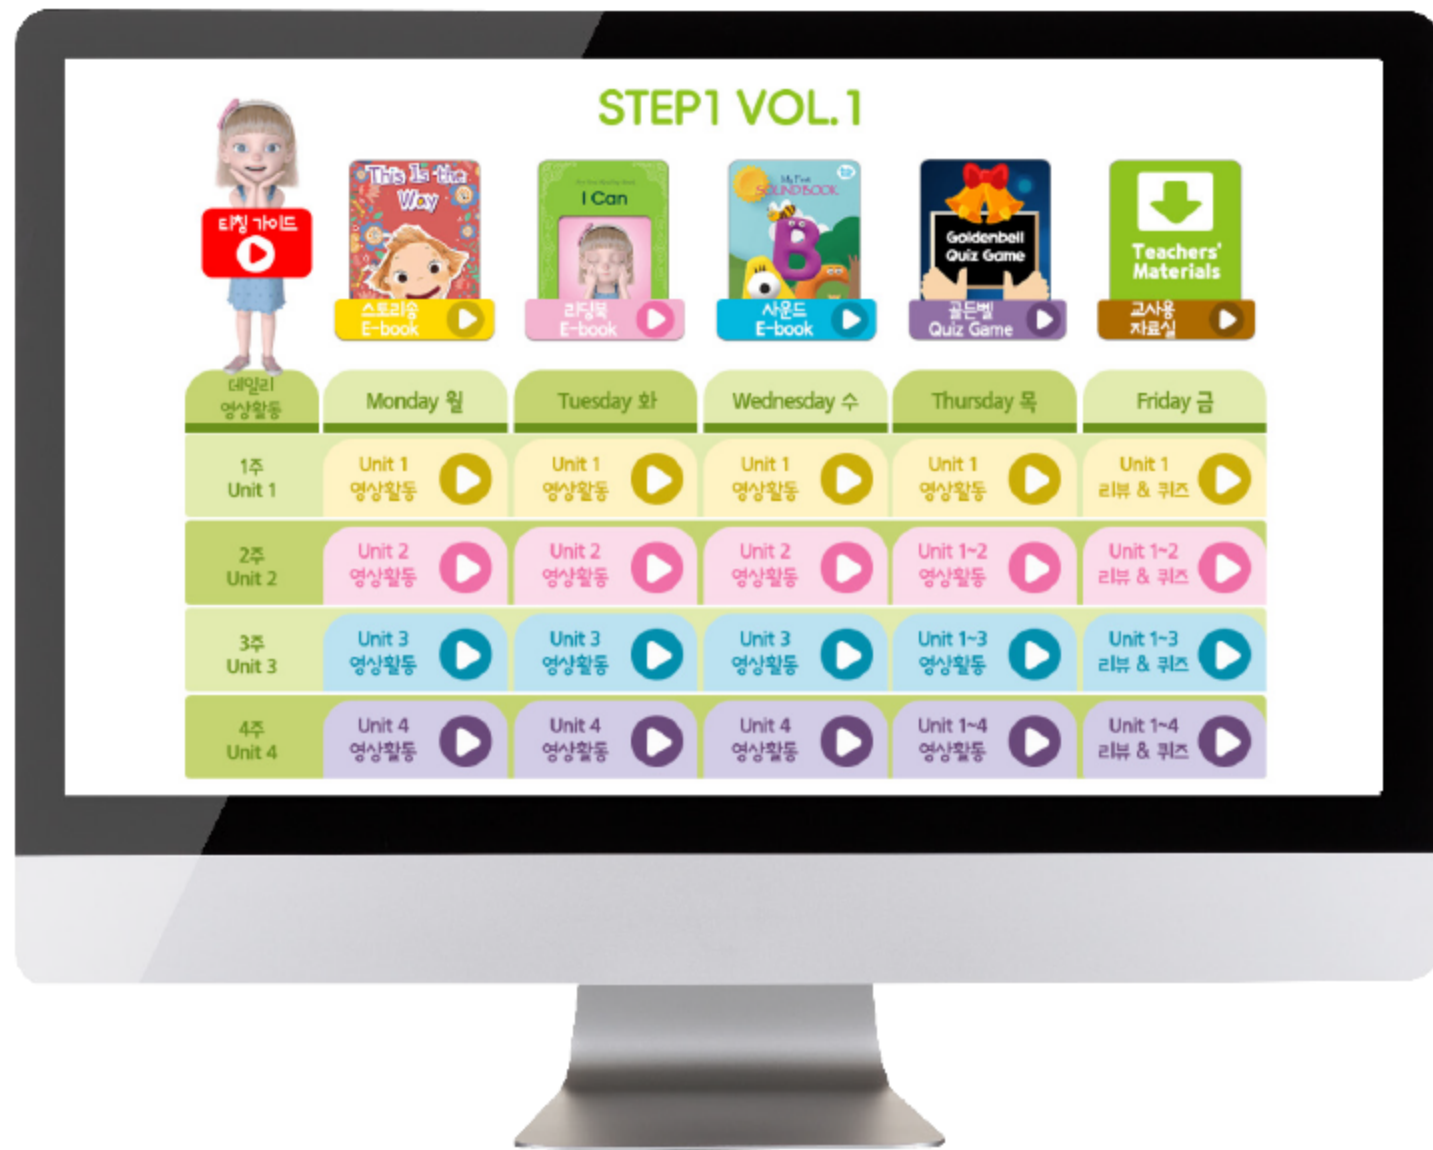 STEP1 VOL.1
티칭 가이드
This Is the
Way
스토리송
E-book
I Can
리딩북
E-book
My First
SOUND BOOK
사운드
E-book
Goldenbell
Quiz Game
골든벨
Quiz Game
Teachers'
Materials
교사용
자료실
데일리
영상활동
Monday 월
Tuesday 화
Wednesday 수
Thursday 목
Friday 금
1주
Unit 1
Unit 1
영상활동
Unit 1
영상활동
Unit 1
영상활동
Unit 1
영상활동
Unit 1
리뷰 & 퀴즈
2주
Unit 2
Unit 2
영상활동
Unit 2
영상활동
Unit 2
영상활동
Unit 1~2
영상활동
Unit 1~2
리뷰 & 퀴즈
3주
Unit 3
Unit 3
영상활동
Unit 3
영상활동
Unit 3
영상활동
Unit 1~3
영상활동
Unit 1~3
리뷰 & 퀴즈
4주
Unit 4
Unit 4
영상활동
Unit 4
영상활동
Unit 4
영상활동
Unit 1~4
영상활동
Unit 1~4
리뷰 & 퀴즈